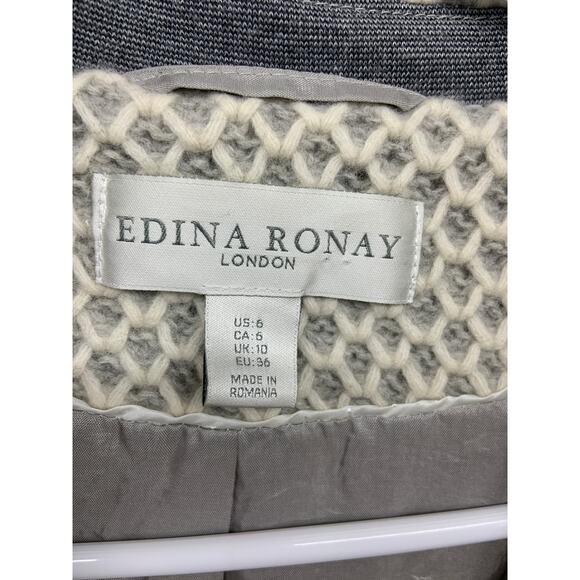 EDINA RONAY
LONDON
US:6
CA:6
UK:10
EU:36
MADE IN
ROMANIA